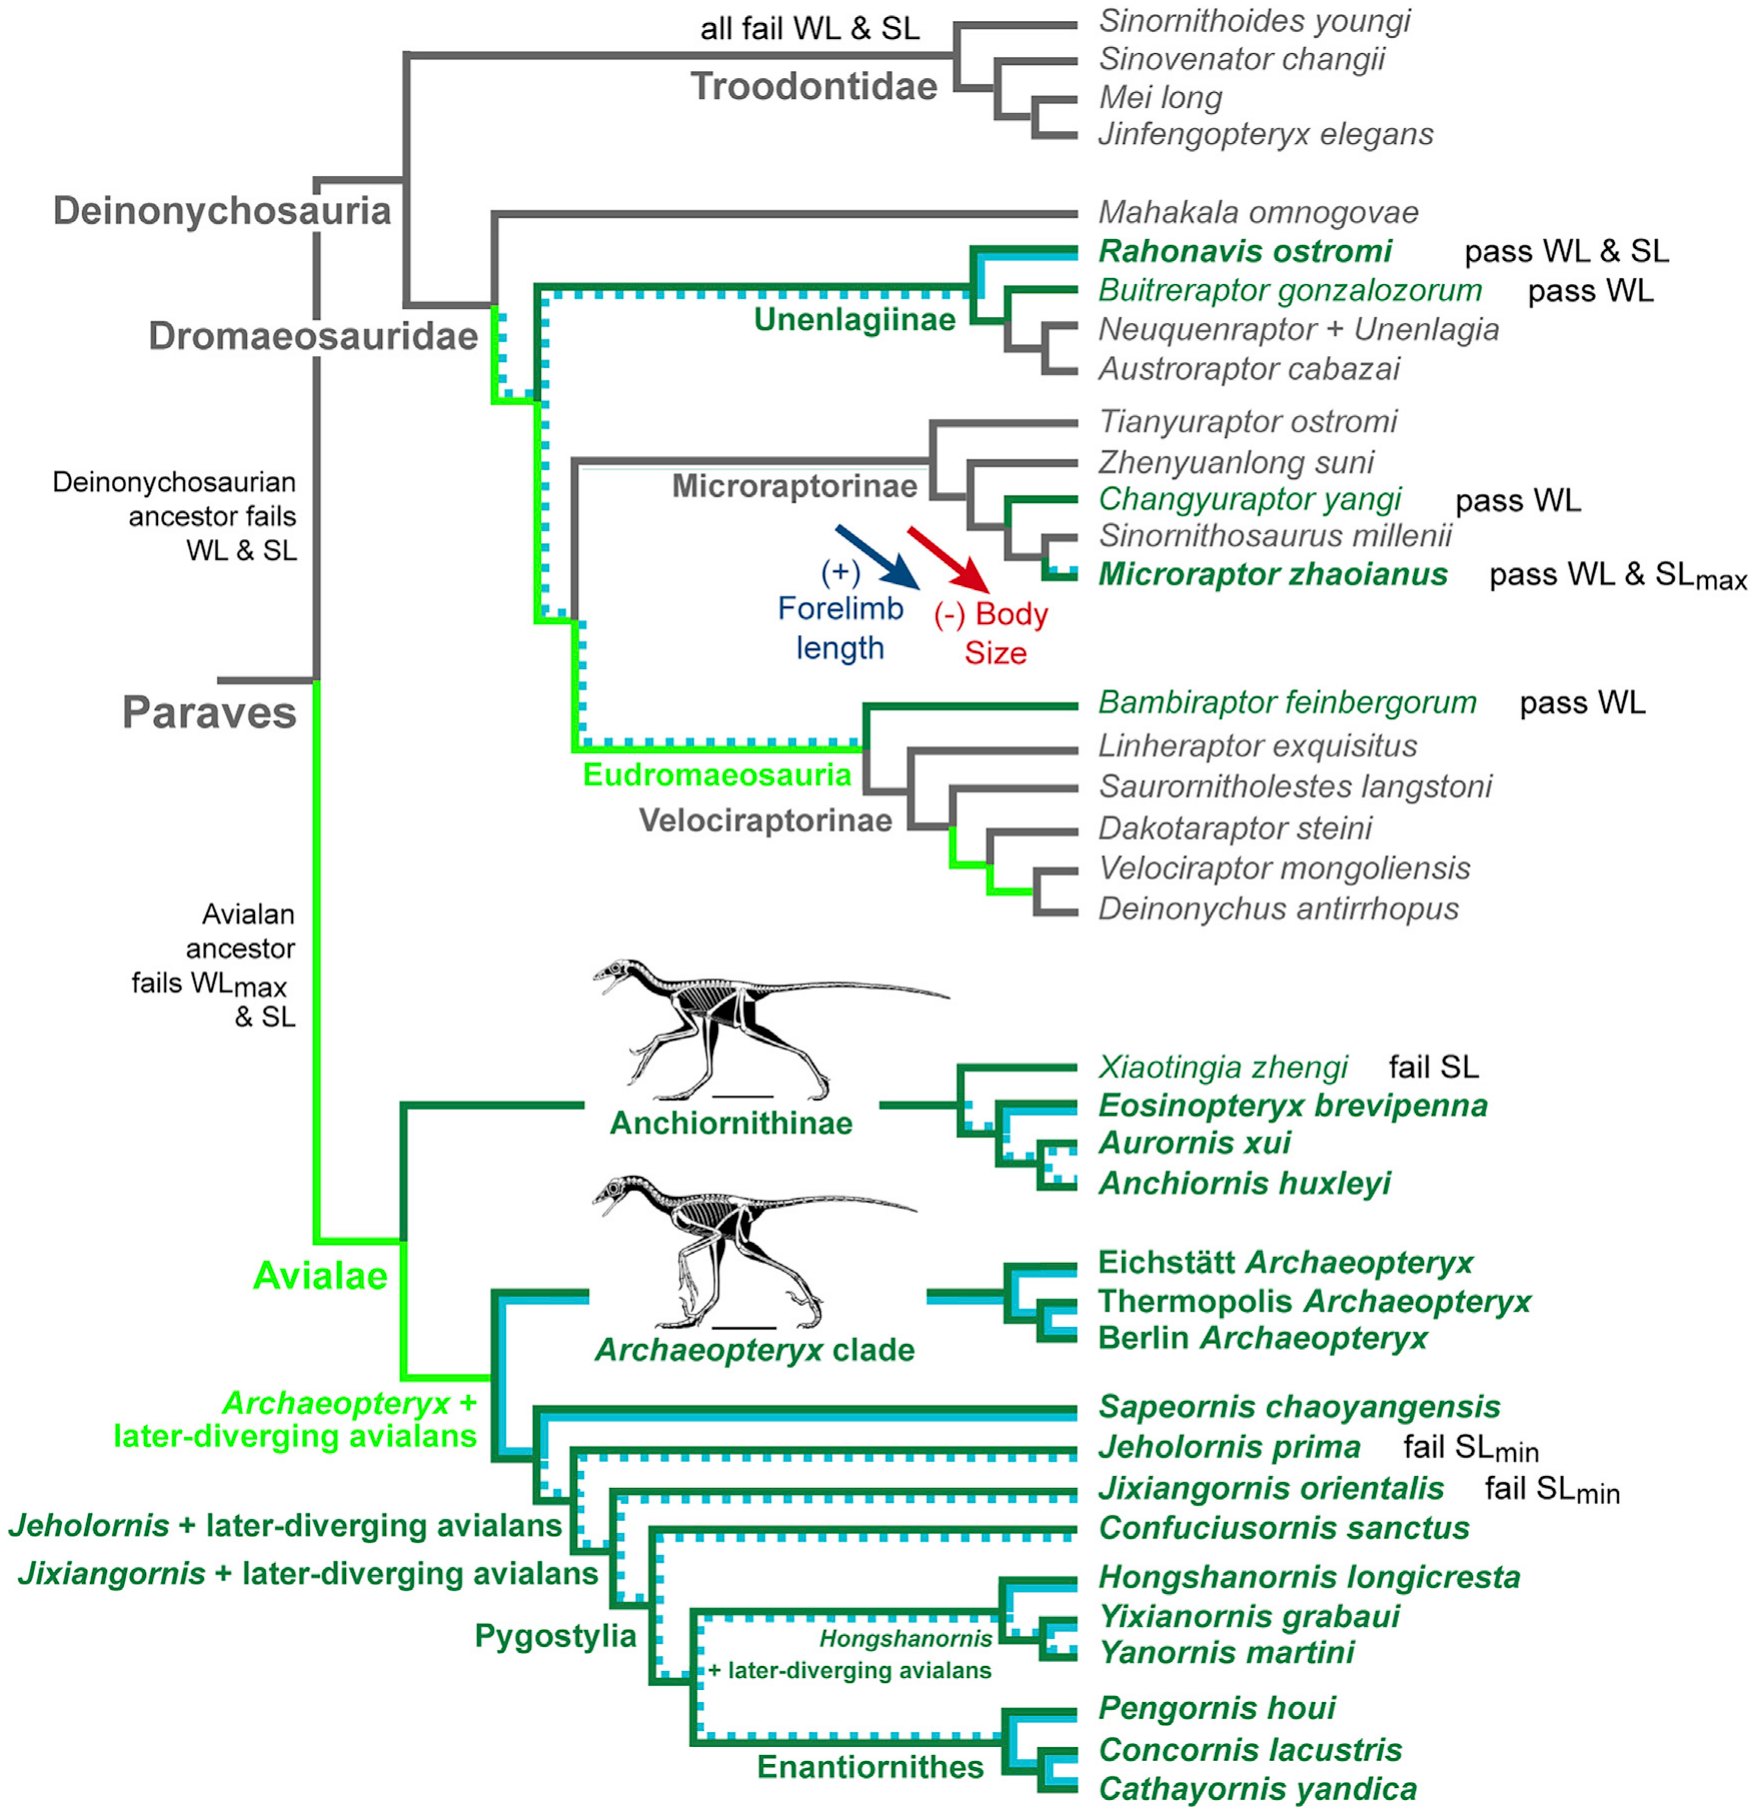 all fail WL & SL
Troodontidae
Sinornithoides youngi
Sinovenator changii
Mei long
Jinfengopteryx elegans
Deinonychosauria
Mahakala omnogovae
Rahonavis ostromi pass WL & SL
Buitreraptor gonzalozorum pass WL
Unenlagiinae
Neuquenraptor + Unenlagia
Austroraptor cabazai
Dromaeosauridae
Tianyuraptor ostromi
Zhenyuanlong suni
Microraptorinae
Changyuraptor yangi pass WL
Sinornithosaurus millenii
Microraptor zhaoianus pass WL & SLmax
Deinonychosaurian
ancestor fails
WL & SL
(+)
Forelimb
length
(-) Body
Size
Paraves
Bambiraptor feinbergorum pass WL
Linheraptor exquisitus
Eudromaeosauria
Saurornitholestes langstoni
Velociraptorinae
Dakotaraptor steini
Velociraptor mongoliensis
Deinonychus antirrhopus
Avialan
ancestor
fails WLmax
& SL
Xiaotingia zhengi fail SL
Eosinopteryx brevipenna
Anchiornithinae
Aurornis xui
Anchiornis huxleyi
Avialae
Eichstätt Archaeopteryx
Thermopolis Archaeopteryx
Berlin Archaeopteryx
Archaeopteryx clade
Archaeopteryx +
later-diverging avialans
Sapeornis chaoyangensis
Jeholornis prima fail SLmin
Jixiangornis orientalis fail SLmin
Jeholornis + later-diverging avialans
Confuciusornis sanctus
Jixiangornis + later-diverging avialans
Hongshanornis longicresta
Yixianornis grabaui
Yanornis martini
Pygostylia
Hongshanornis
+ later-diverging avialans
Pengornis houi
Concornis lacustris
Cathayornis yandica
Enantiornithes